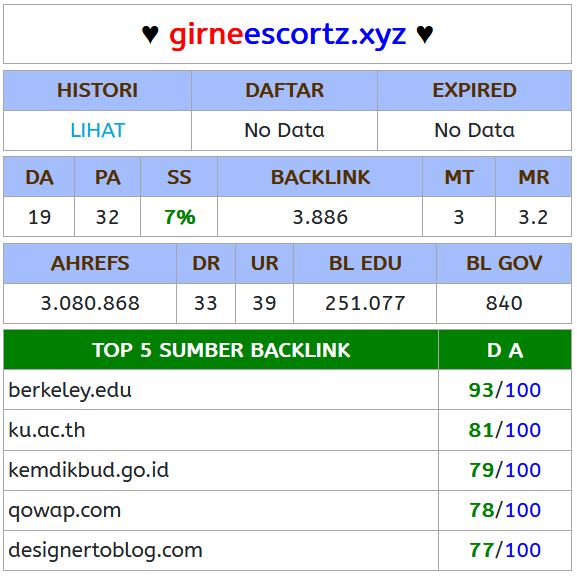 ♥ girneescortz.xyz ♥
HISTORI DAFTAR EXPIRED
LIHAT No Data No Data
DA PA SS BACKLINK MT MR
19 32 7% 3.886 3 3.2
AHREFS DR UR BL EDU BL GOV
3.080.868 33 39 251.077 840
TOP 5 SUMBER BACKLINK D A
berkeley.edu 93/100
ku.ac.th 81/100
kemdikbud.go.id 79/100
qowap.com 78/100
designertoblog.com 77/100